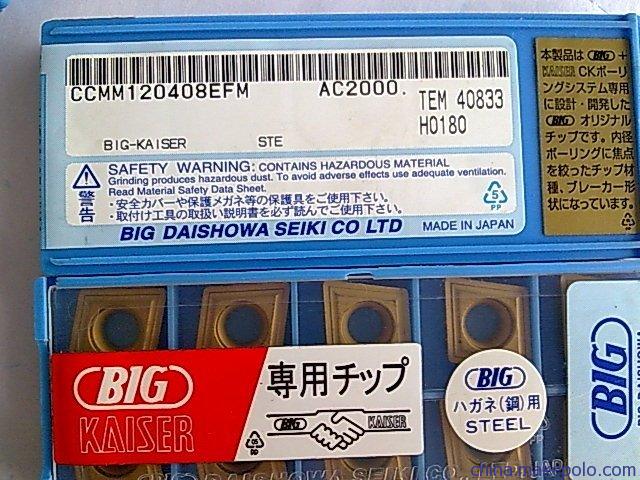 CCMM120408EFM AC2000.
TEM 40833
H0180
BIG-KAISER STE
SAFETY WARNING: CONTAINS HAZARDOUS MATERIAL
Grinding produces hazardous dust. To avoid adverse effects use adequate ventilation.
Read Material Safety Data Sheet.
警告
・安全カバーや保護メガネ等の保護具をご使用下さい。
・取付け工具の取扱い説明書を必ず読んでご使用下さい。
5
PP
BIG DAISHOWA SEIKI CO LTD MADE IN JAPAN
本製品は BIG +
KAISER CKボーリ
ングシステム専用
に設計・開発した
BIG オリジナル
チップです。内径
ボーリングに焦点
を絞ったチップ材
種、ブレーカー形
状になっています。
BIG
KAISER
専用チップ
BIG KAISER
05
PP
BIG
ハガネ(鋼)用
STEEL
BIG
DAISHOWA SEIKI CO LTD
china.makepolo.com